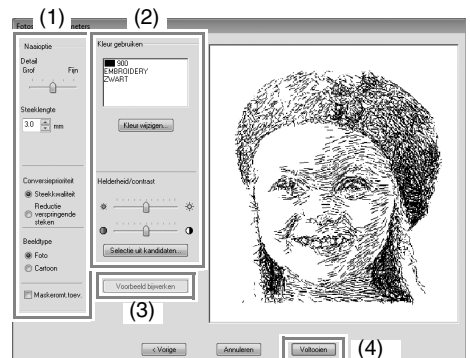 (1)
(2)
Fotos
meters
Naaioptie
Detail
Grof
Fijn
Steeklengte
3.0
mm
Conversieprioriteit
Steekkwaliteit
Reductie
verspringende
steken
Beeldtype
Foto
Cartoon
Maskeromt.toev.
Kleur gebruiken
900
EMBROIDERY
ZWART
Kleur wijzigen...
Helderheid/contrast
Selectie uit kandidaten...
Voorbeeld bijwerken
(3)
< Vorige
Annuleren
Voltooien
(4)